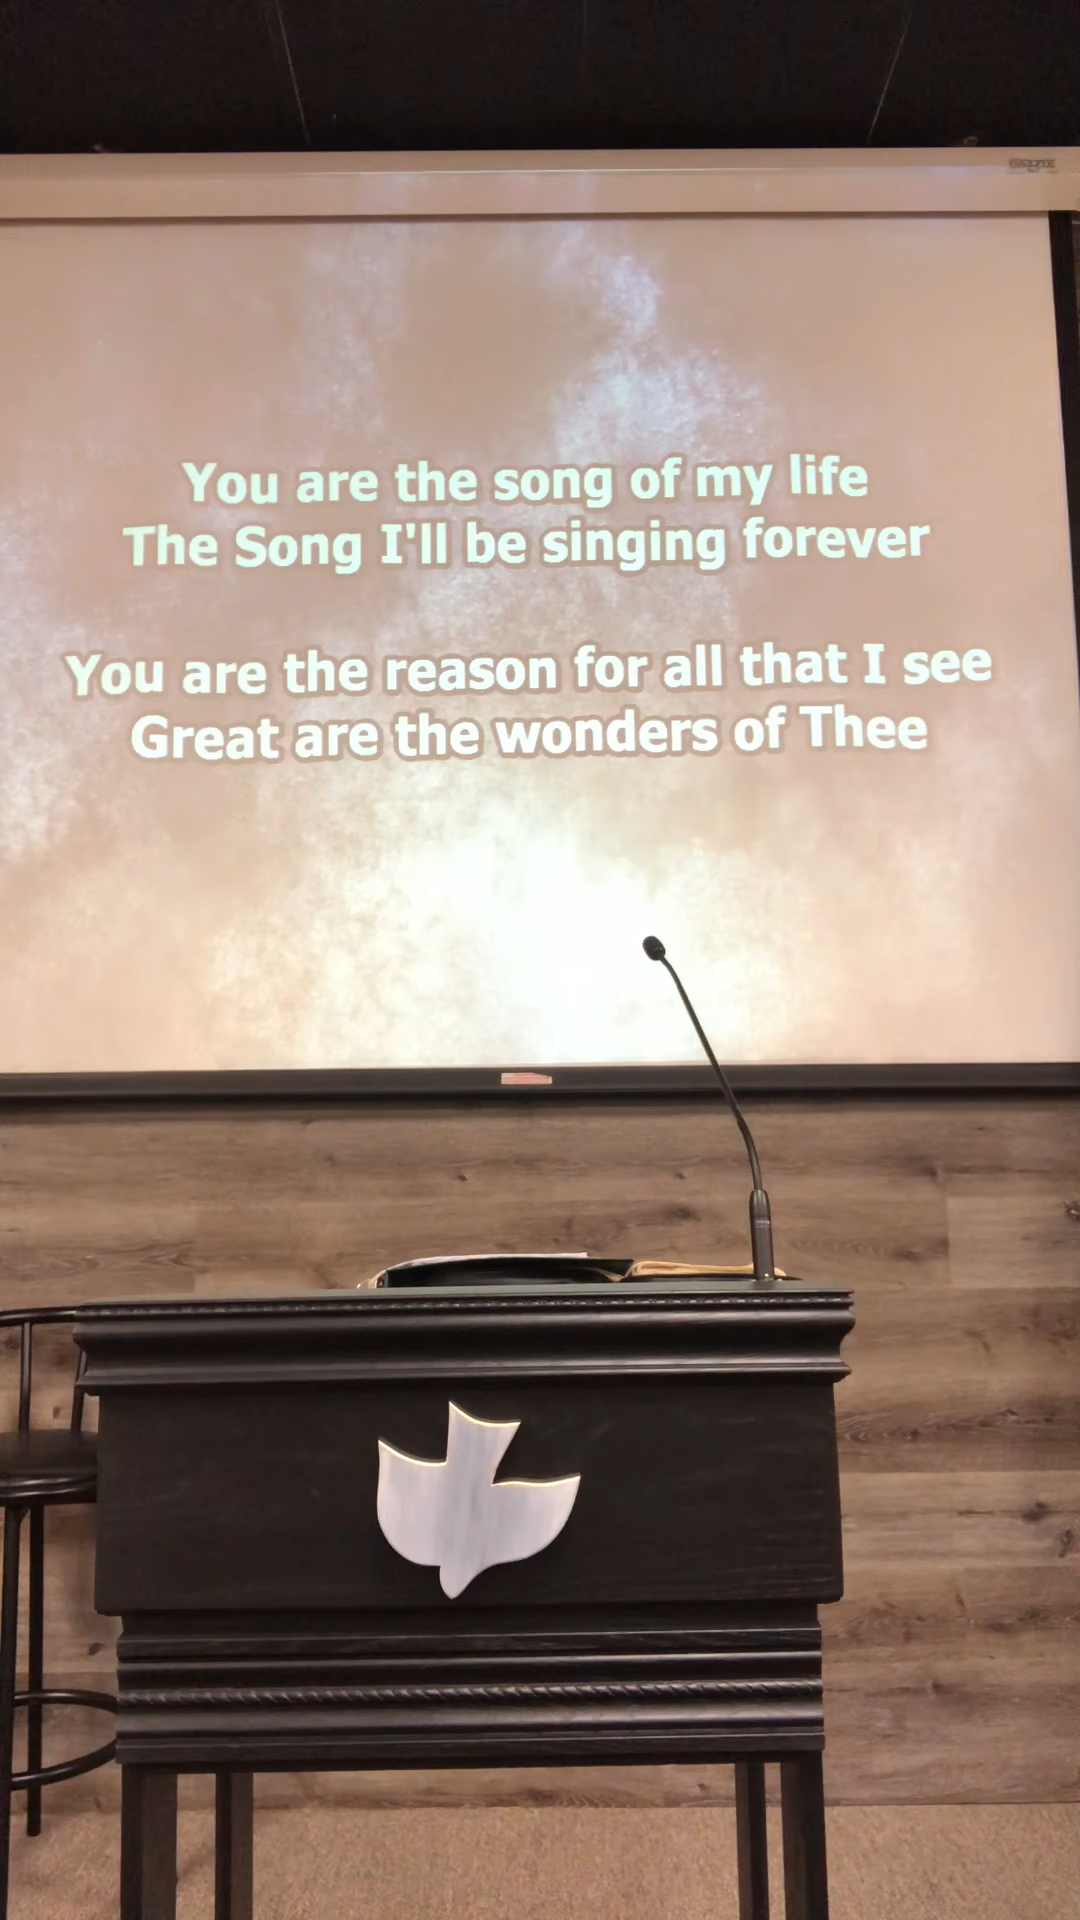 You are the song of my life
The Song I'll be singing forever
You are the reason for all that I see
Great are the wonders of Thee